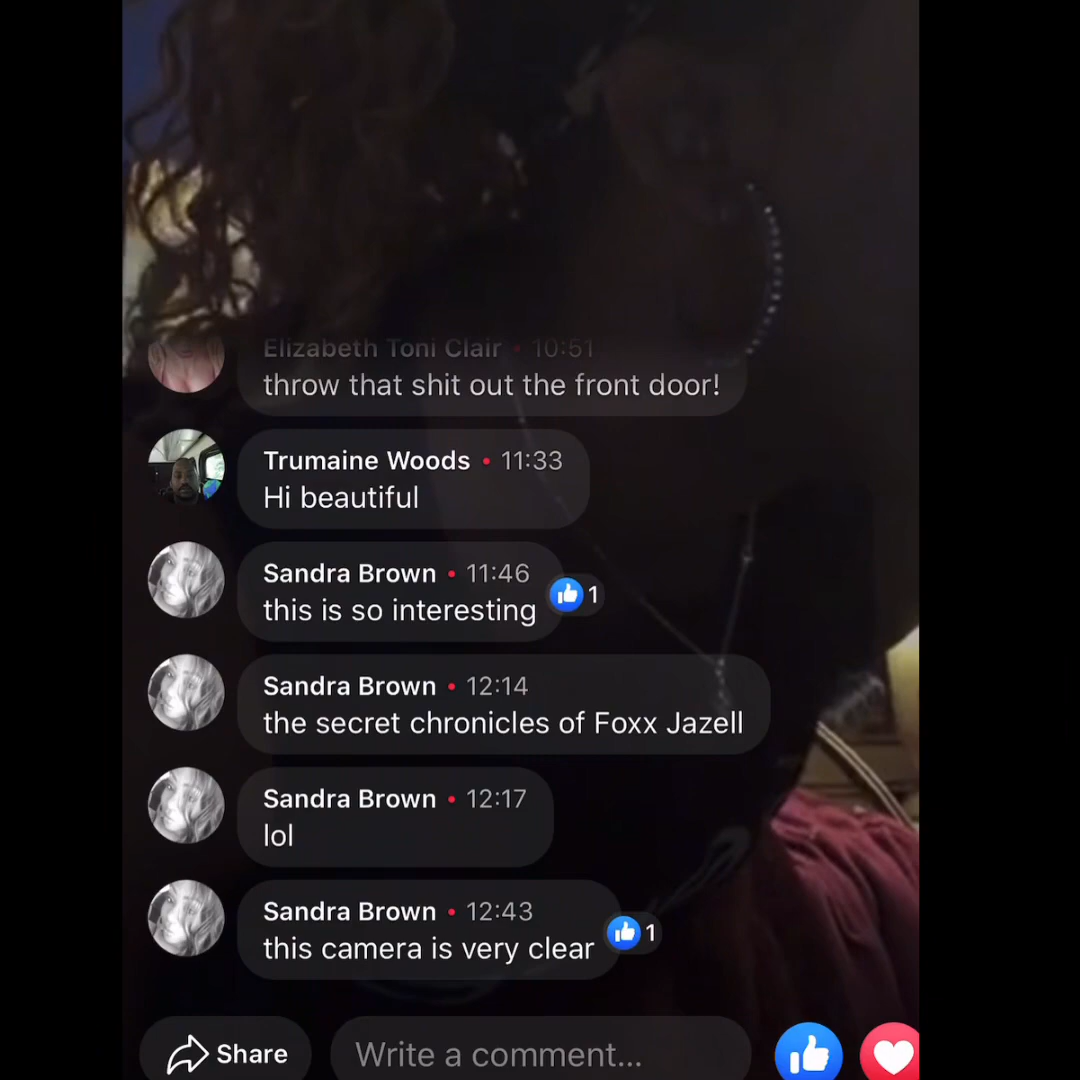 Elizabeth Toni Clair • 10:51
throw that shit out the front door!
Trumaine Woods • 11:33
Hi beautiful
Sandra Brown • 11:46
this is so interesting
1
Sandra Brown • 12:14
the secret chronicles of Foxx Jazell
Sandra Brown • 12:17
lol
Sandra Brown • 12:43
this camera is very clear
1
Share
Write a comment...